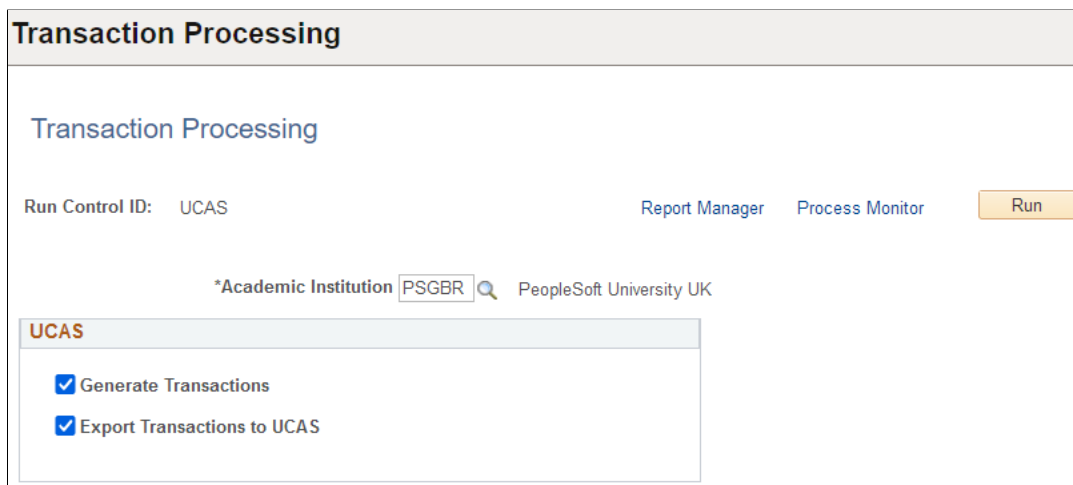 Transaction Processing
Transaction Processing
Run Control ID: UCAS Report Manager Process Monitor Run
*Academic Institution PSGBR PeopleSoft University UK
UCAS
Generate Transactions
Export Transactions to UCAS